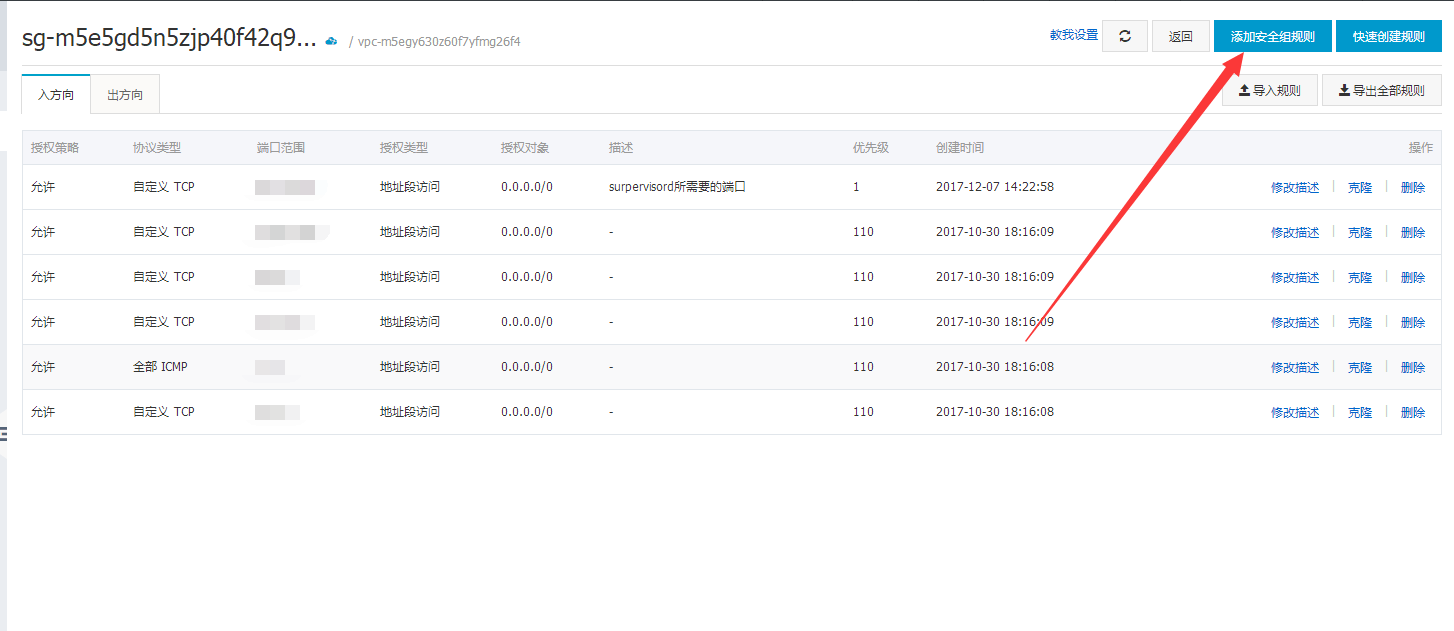 sg-m5e5gd5n5zjp40f42q9... / vpc-m5egy630z60f7yfmg26f4 教我设置 返回 添加安全组规则 快速创建规则
入方向 出方向 导入规则 导出全部规则
授权策略 协议类型 端口范围 授权类型 授权对象 描述 优先级 创建时间 操作
允许 自定义 TCP 地址段访问 0.0.0.0/0 surpervisord所需要的端口 1 2017-12-07 14:22:58 修改描述 | 克隆 | 删除
允许 自定义 TCP 地址段访问 0.0.0.0/0 - 110 2017-10-30 18:16:09 修改描述 | 克隆 | 删除
允许 自定义 TCP 地址段访问 0.0.0.0/0 - 110 2017-10-30 18:16:09 修改描述 | 克隆 | 删除
允许 自定义 TCP 地址段访问 0.0.0.0/0 - 110 2017-10-30 18:16:09 修改描述 | 克隆 | 删除
允许 全部 ICMP 地址段访问 0.0.0.0/0 - 110 2017-10-30 18:16:08 修改描述 | 克隆 | 删除
允许 自定义 TCP 地址段访问 0.0.0.0/0 - 110 2017-10-30 18:16:08 修改描述 | 克隆 | 删除